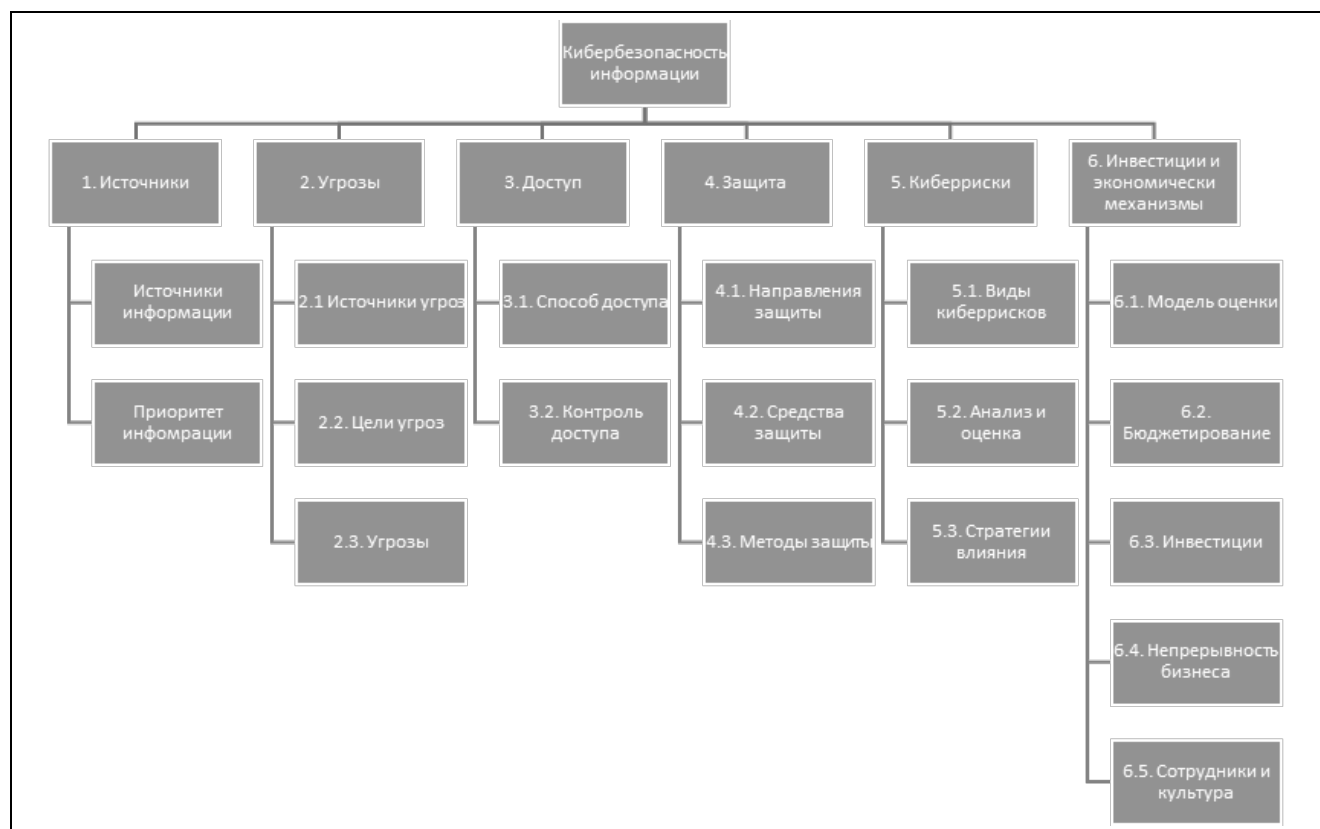 Кибербезопасность
информации
1. Источники
Источники
информации
Приоритет
инфомрации
2. Угрозы
2.1 Источники угроз
2.2. Цели угроз
2.3. Угрозы
3. Доступ
3.1. Способ доступа
3.2. Контроль
доступа
4. Защита
4.1. Направления
защиты
4.2. Средства
защиты
4.3. Методы защиты
5. Киберриски
5.1. Виды
киберрисков
5.2. Анализ и
оценка
5.3. Стратегии
влияния
6. Инвестиции и
экономически
механизмы
6.1. Модель оценки
6.2.
Бюджетирование
6.3. Инвестиции
6.4. Непрерывность
бизнеса
6.5. Сотрудники и
культура